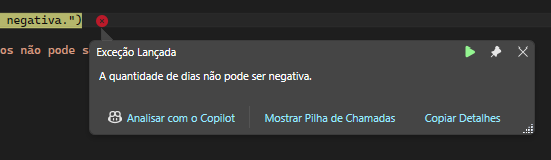 negativa.")
Exceção Lançada
os não pode s
A quantidade de dias não pode ser negativa.
Analisar com o Copilot
Mostrar Pilha de Chamadas
Copiar Detalhes